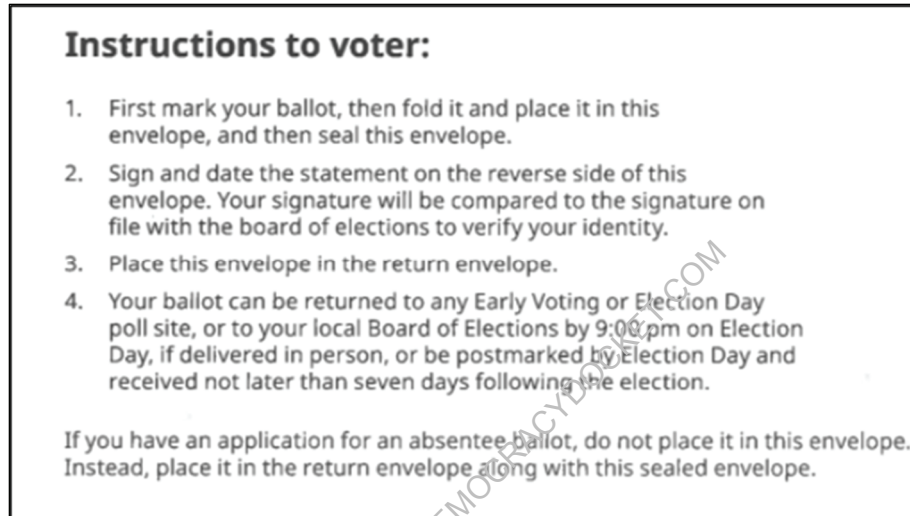 Instructions to voter:
1. First mark your ballot, then fold it and place it in this
envelope, and then seal this envelope.
2. Sign and date the statement on the reverse side of this
envelope. Your signature will be compared to the signature on
file with the board of elections to verify your identity.
3. Place this envelope in the return envelope.
4. Your ballot can be returned to any Early Voting or Election Day
poll site, or to your local Board of Elections by 9:00 pm on Election
Day, if delivered in person, or be postmarked by Election Day and
received not later than seven days following the election.
If you have an application for an absentee ballot, do not place it in this envelope.
Instead, place it in the return envelope along with this sealed envelope.
EMOCRACYDOCKET.COM